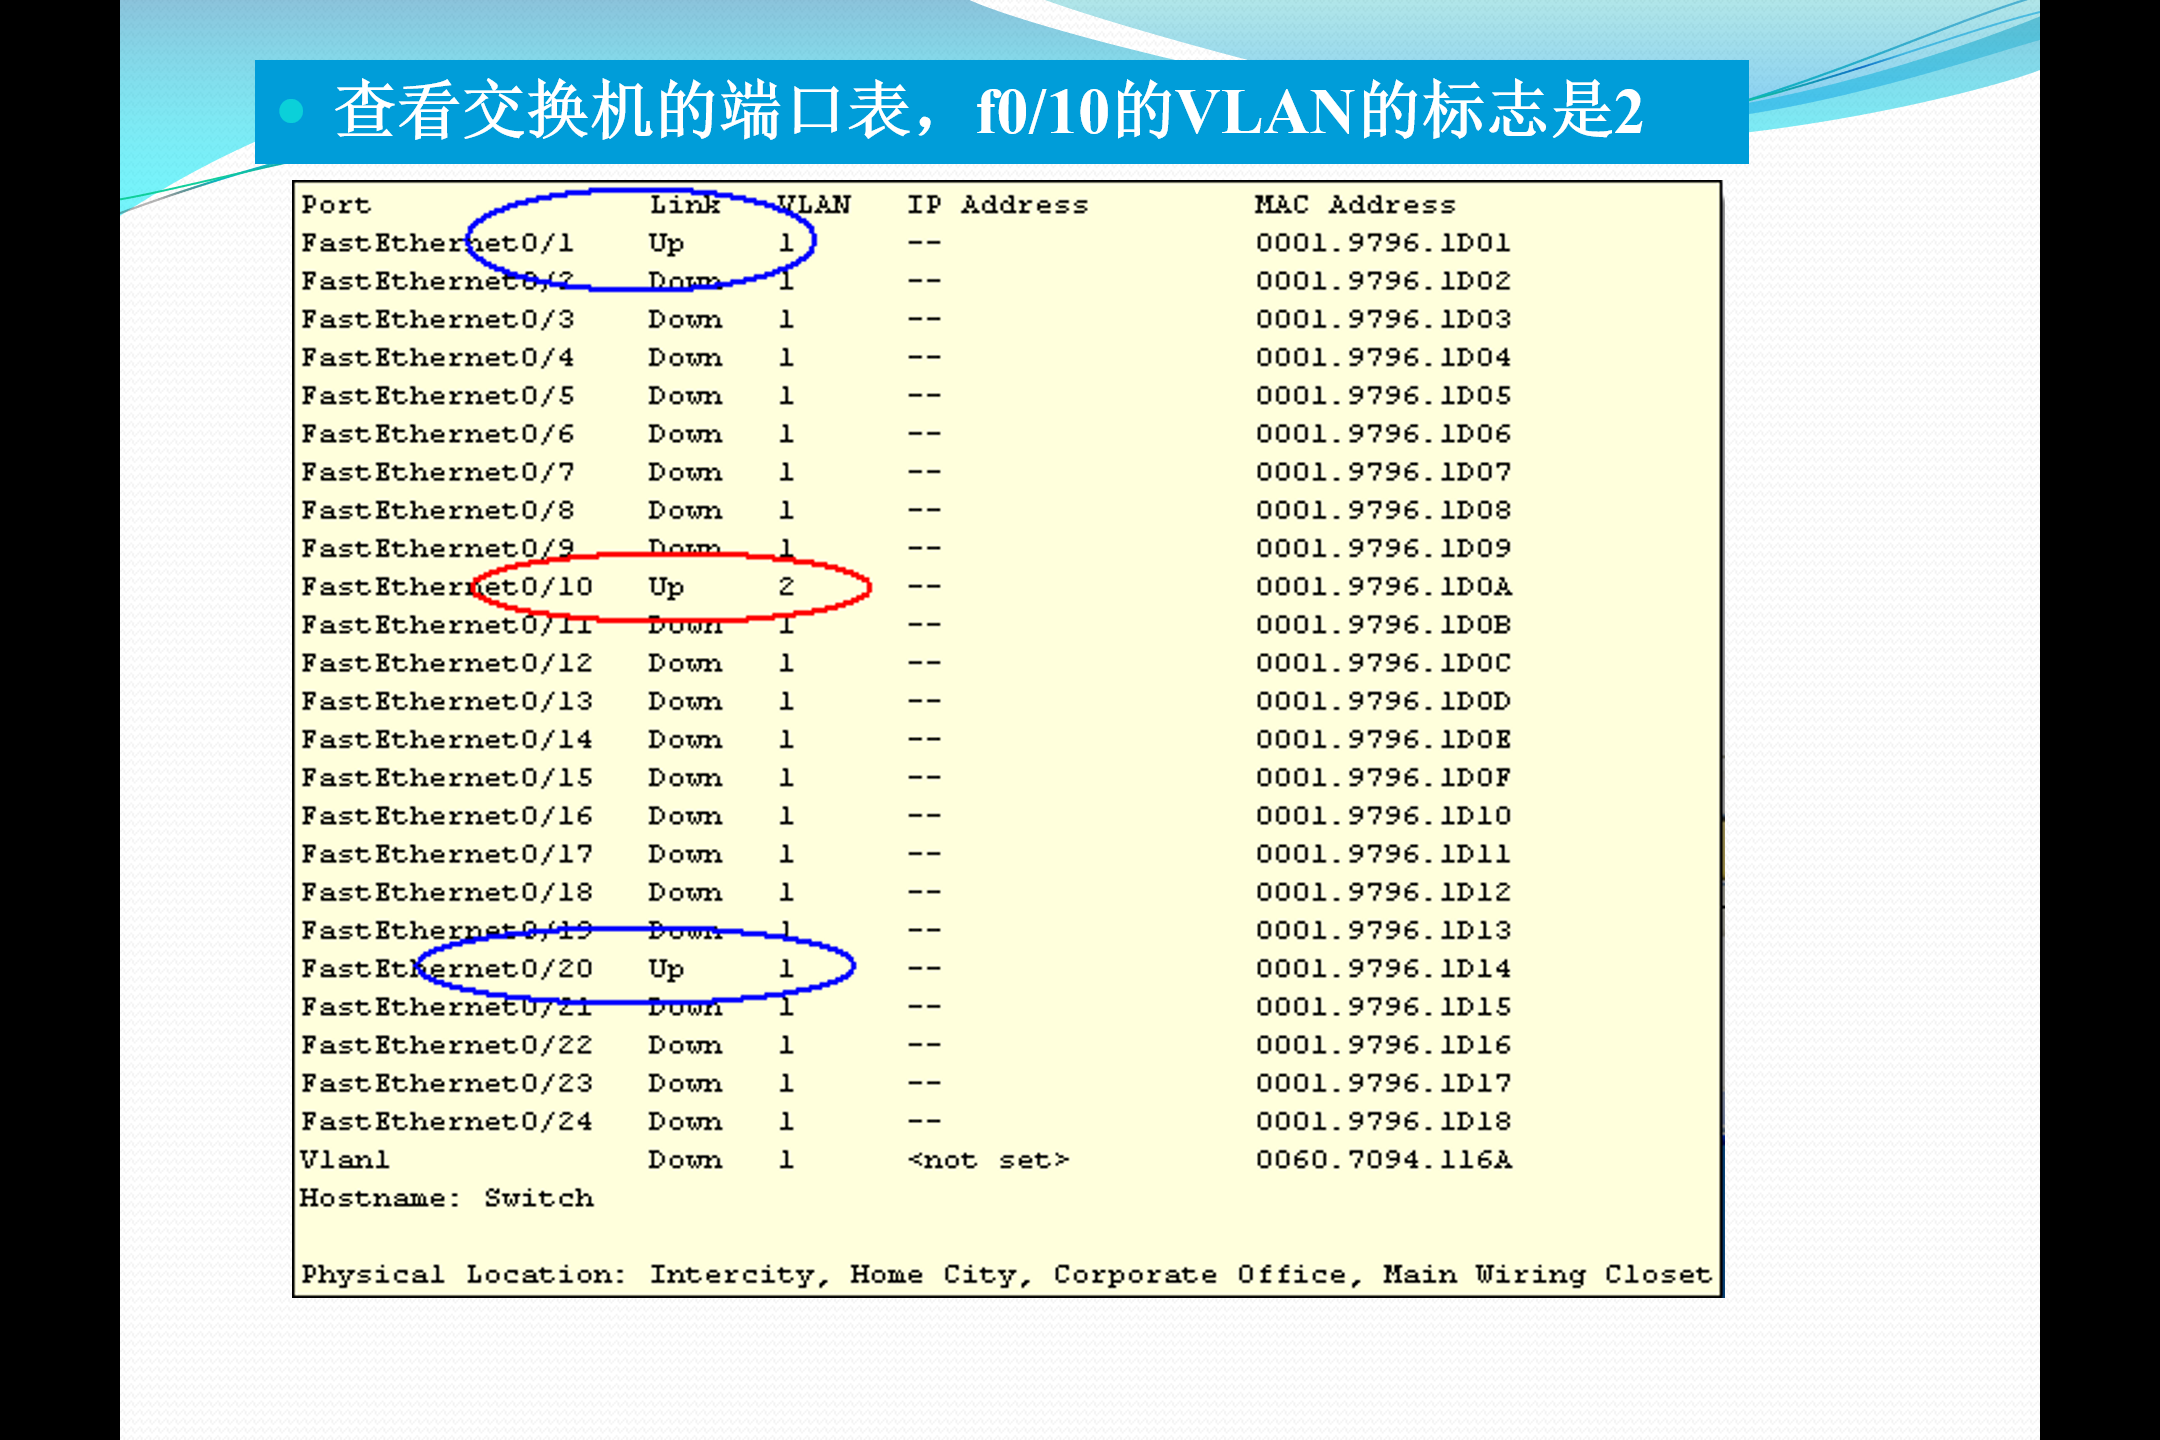 查看交换机的端口表，f0/10的VLAN的标志是2
Port Link VLAN IP Address MAC Address
FastEthernet0/1 Up 1 -- 0001.9796.1D01
FastEthernet0/2 Down 1 -- 0001.9796.1D02
FastEthernet0/3 Down 1 -- 0001.9796.1D03
FastEthernet0/4 Down 1 -- 0001.9796.1D04
FastEthernet0/5 Down 1 -- 0001.9796.1D05
FastEthernet0/6 Down 1 -- 0001.9796.1D06
FastEthernet0/7 Down 1 -- 0001.9796.1D07
FastEthernet0/8 Down 1 -- 0001.9796.1D08
FastEthernet0/9 Down 1 -- 0001.9796.1D09
FastEthernet0/10 Up 2 -- 0001.9796.1D0A
FastEthernet0/11 Down 1 -- 0001.9796.1D0B
FastEthernet0/12 Down 1 -- 0001.9796.1D0C
FastEthernet0/13 Down 1 -- 0001.9796.1D0D
FastEthernet0/14 Down 1 -- 0001.9796.1D0E
FastEthernet0/15 Down 1 -- 0001.9796.1D0F
FastEthernet0/16 Down 1 -- 0001.9796.1D10
FastEthernet0/17 Down 1 -- 0001.9796.1D11
FastEthernet0/18 Down 1 -- 0001.9796.1D12
FastEthernet0/19 Down 1 -- 0001.9796.1D13
FastEthernet0/20 Up 1 -- 0001.9796.1D14
FastEthernet0/21 Down 1 -- 0001.9796.1D15
FastEthernet0/22 Down 1 -- 0001.9796.1D16
FastEthernet0/23 Down 1 -- 0001.9796.1D17
FastEthernet0/24 Down 1 -- 0001.9796.1D18
Vlan1 Down 1 <not set> 0060.7094.116A
Hostname: Switch
Physical Location: Intercity, Home City, Corporate Office, Main Wiring Closet